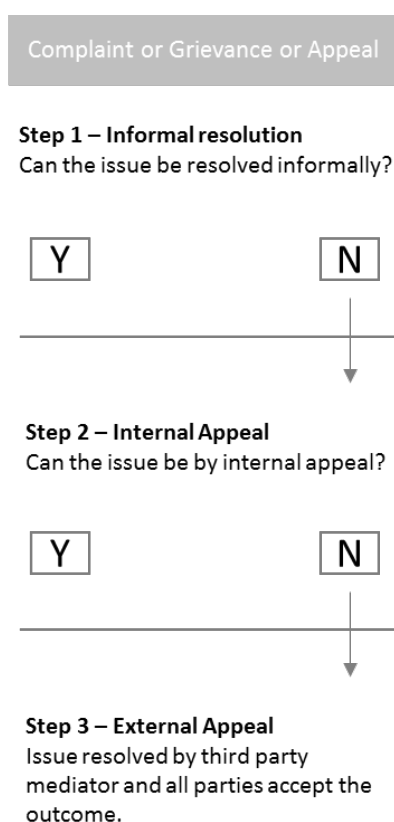 Complaint or Grievance or Appeal
Step 1 – Informal resolution
Can the issue be resolved informally?
Y N
Step 2 – Internal Appeal
Can the issue be by internal appeal?
Y N
Step 3 – External Appeal
Issue resolved by third party
mediator and all parties accept the
outcome.